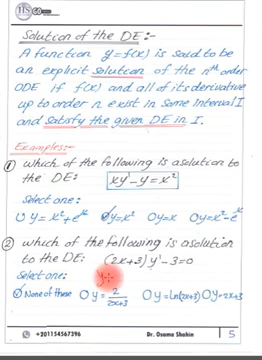 Solution of the DE:-
A function y=f(x) is said to be
an explicit solution of the nth order
ODE if f(x) and all of its derivative
up to order n exist in some interval I
and satisfy the given DE in I.
Examples:-
① which of the following is a solution to
the DE: xy' - y = x²
Select one:
y = x² + eˣ y = x² y = x y = x² - eˣ
② which of the following is a solution
to the DE: (2x+3) y' - 3 = 0
Select one:
None of these y = 2/2x+3 y = Ln(2x+3) y = 2x+3
+201154567396 Dr. Osama Shahin 5